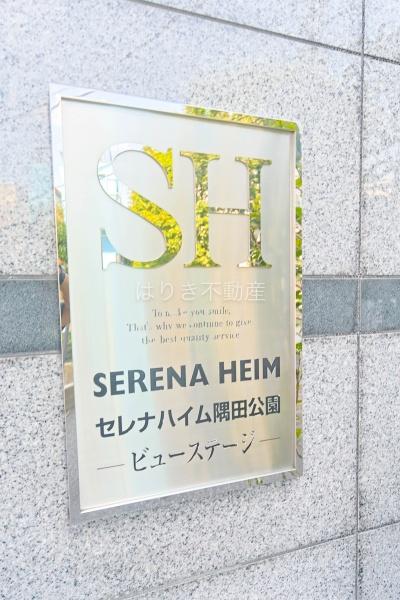 SH
はりき不動産
To make you smile,
That's why we continue to give
the best quality service
SERENA HEIM
セレナハイム隅田公園
ビューステージ